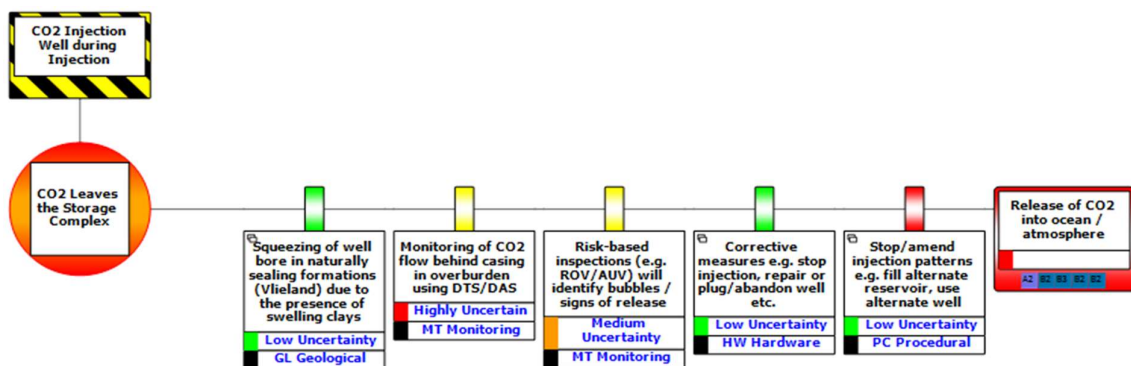 CO2 Injection
Well during
Injection
CO2 Leaves
the Storage
Complex
Squeezing of well
bore in naturally
sealing formations
(Vlieland) due to
the presence of
swelling clays
Low Uncertainty
GL Geological
Monitoring of CO2
flow behind casing
in overburden
using DTS/DAS
Highly Uncertain
MT Monitoring
Risk-based
inspections (e.g.
ROV/AUV) will
identify bubbles /
signs of release
Medium
Uncertainty
MT Monitoring
Corrective
measures e.g. stop
injection, repair or
plug/abandon well
etc.
Low Uncertainty
HW Hardware
Stop/amend
injection patterns
e.g. fill alternate
reservoir, use
alternate well
Low Uncertainty
PC Procedural
Release of CO2
into ocean /
atmosphere
A2 B2 B3 B2 B2